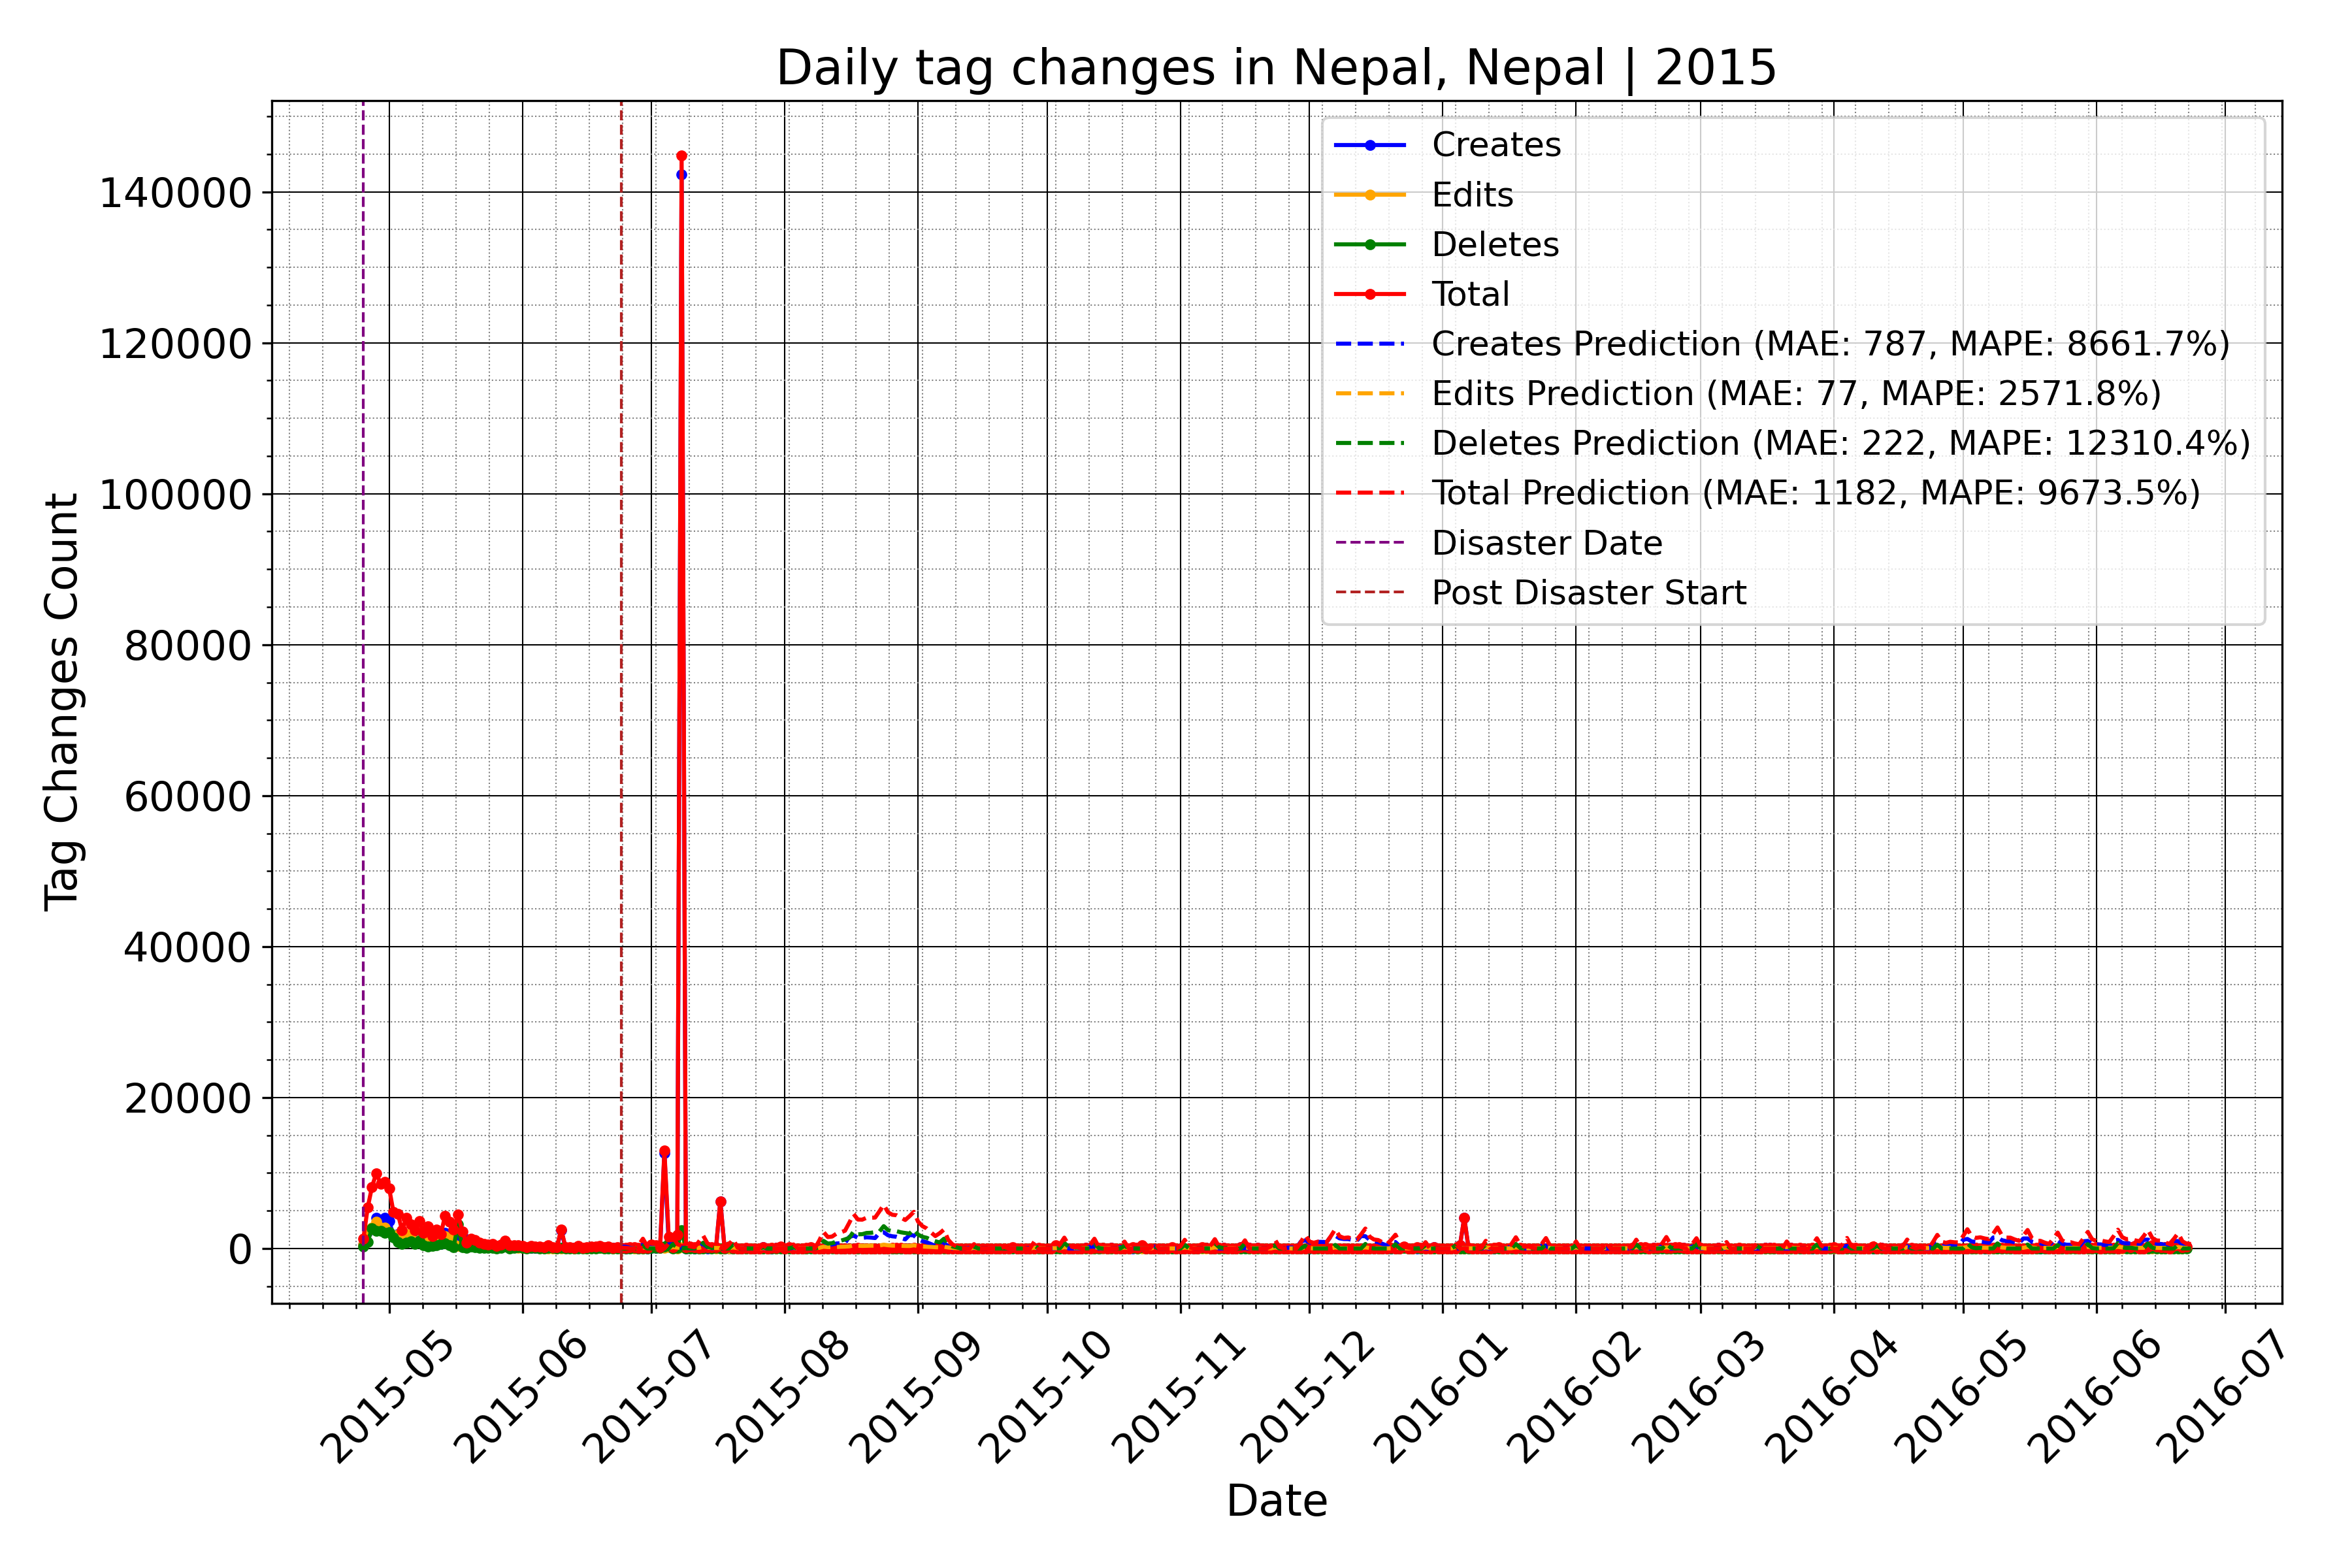 Daily tag changes in Nepal, Nepal | 2015
Tag Changes Count
140000
120000
100000
80000
60000
40000
20000
0
Creates
Edits
Deletes
Total
Creates Prediction (MAE: 787, MAPE: 8661.7%)
Edits Prediction (MAE: 77, MAPE: 2571.8%)
Deletes Prediction (MAE: 222, MAPE: 12310.4%)
Total Prediction (MAE: 1182, MAPE: 9673.5%)
Disaster Date
Post Disaster Start
2015-05
2015-06
2015-07
2015-08
2015-09
2015-10
2015-11
2015-12
2016-01
2016-02
2016-03
2016-04
2016-05
2016-06
2016-07
Date